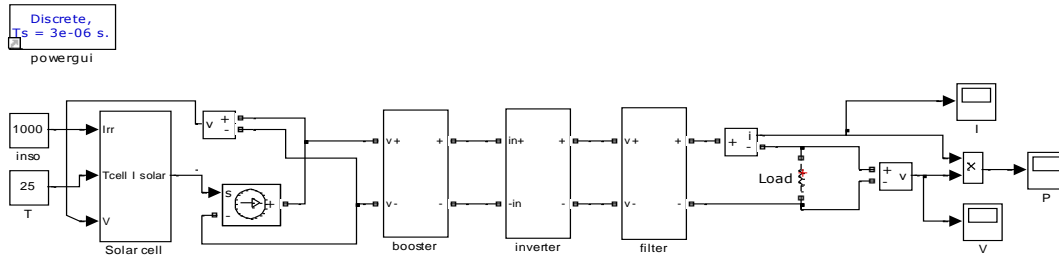 Discrete,
Ts = 3e-06 s.
powergui
1000
inso
25
T
Irr
Tcell I solar
V
Solar cell
v
+
-
s
-
+
v+
+
v-
-
booster
in+
+
-in
-
inverter
v+
+
v-
-
filter
+
i
-
Load
+
-
v
I
×
P
V